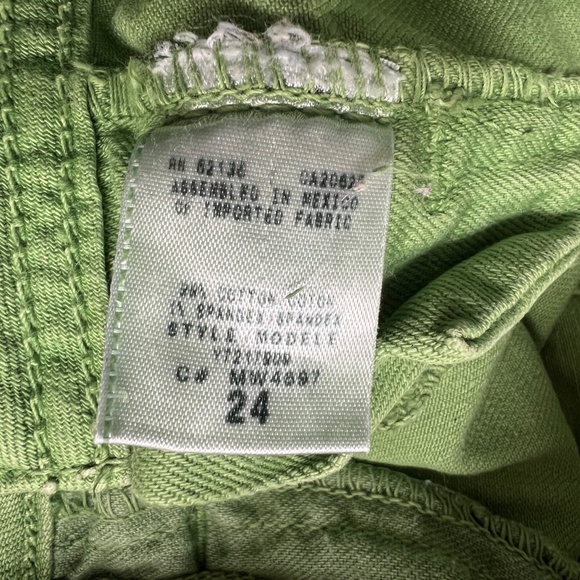 RN 62136 CA20627
ASSEMBLED IN MEXICO
OF IMPORTED FABRIC
COTTON COTON
SPANDEX/SPANDEX
STYLE MODELE
C# MW4697
24